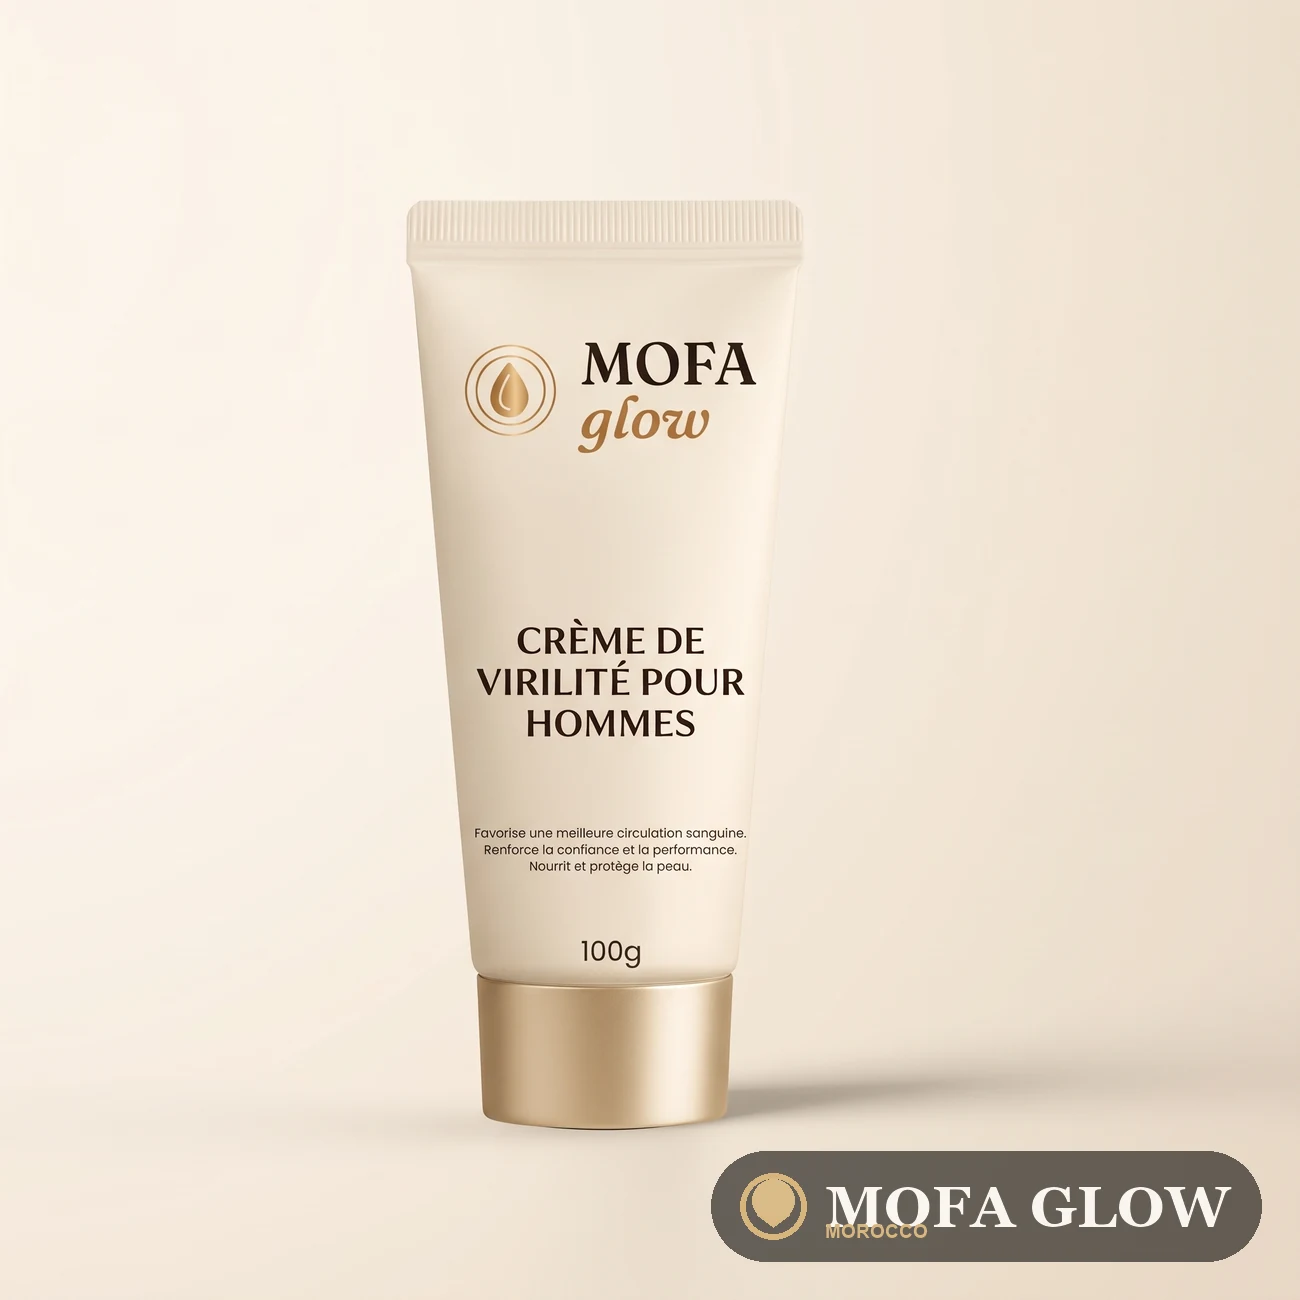 MOFA
glow
CRÈME DE
VIRILITÉ POUR
HOMMES
Favorise une meilleure circulation sanguine.
Renforce la confiance et la performance.
Nourrit et protège la peau.
100g
MOFA GLOW
MOROCCO